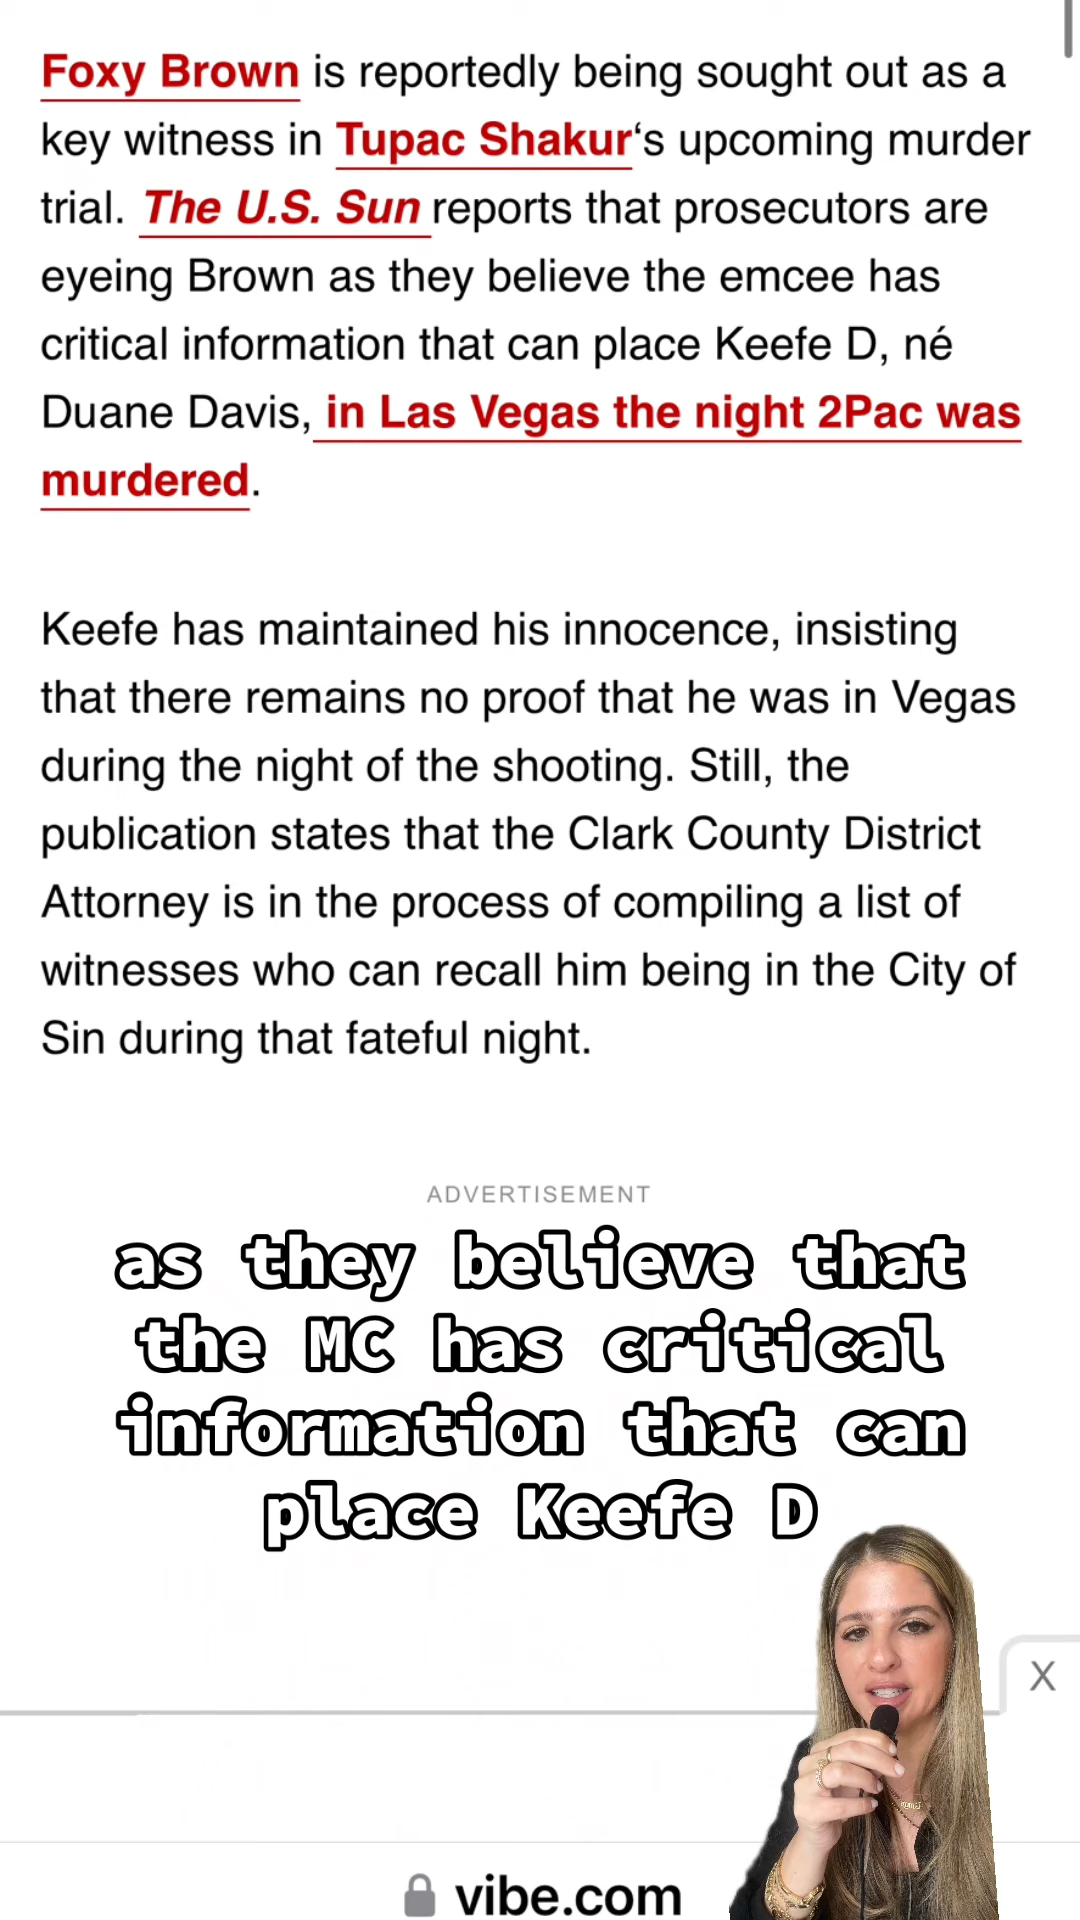 Foxy Brown is reportedly being sought out as a
key witness in Tupac Shakur‘s upcoming murder
trial. The U.S. Sun reports that prosecutors are
eyeing Brown as they believe the emcee has
critical information that can place Keefe D, né
Duane Davis, in Las Vegas the night 2Pac was
murdered.
Keefe has maintained his innocence, insisting
that there remains no proof that he was in Vegas
during the night of the shooting. Still, the
publication states that the Clark County District
Attorney is in the process of compiling a list of
witnesses who can recall him being in the City of
Sin during that fateful night.
ADVERTISEMENT
as they believe that
the MC has critical
information that can
place Keefe D
X
vibe.com